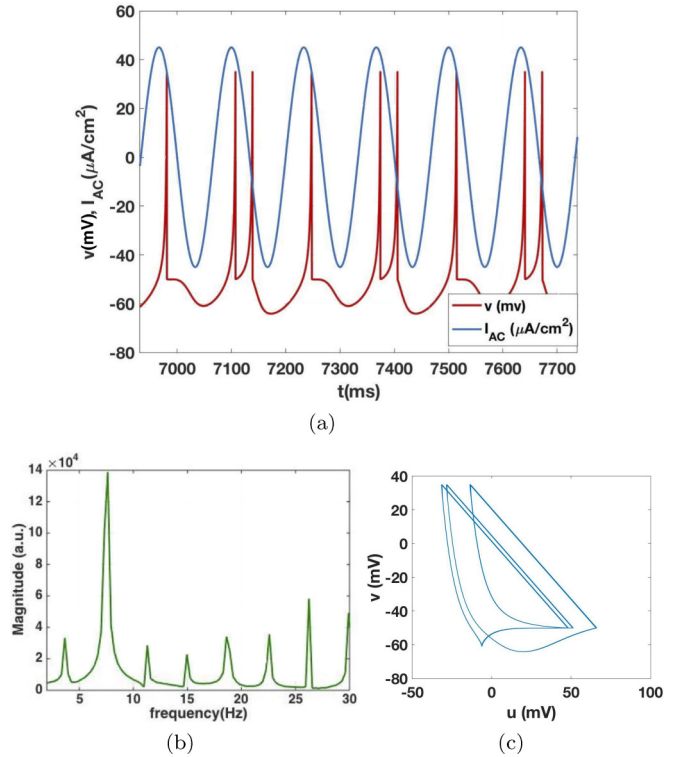 60
40
20
0
-20
-40
-60
-80
v(mV), I_AC (μA/cm²)
7000 7100 7200 7300 7400 7500 7600 7700
t(ms)
v (mv)
I_AC (μA/cm²)
(a)
×10⁴
14
12
10
8
6
4
2
0
Magnitude (a.u.)
5 10 15 20 25 30
frequency(Hz)
(b)
40
20
0
-20
-40
-60
-80
v (mV)
-50 0 50 100
u (mV)
(c)